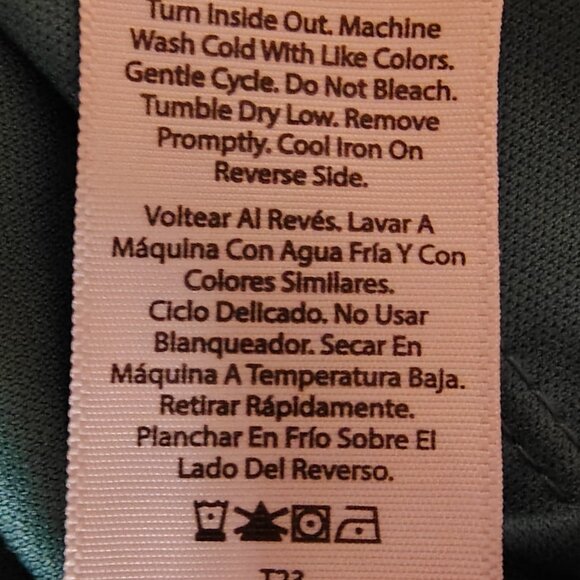 Turn Inside Out. Machine
Wash Cold With Like Colors.
Gentle Cycle. Do Not Bleach.
Tumble Dry Low. Remove
Promptly. Cool Iron On
Reverse Side.
Voltear Al Revés. Lavar A
Máquina Con Agua Fría Y Con
Colores Similares.
Ciclo Delicado. No Usar
Blanqueador. Secar En
Máquina A Temperatura Baja.
Retirar Rápidamente.
Planchar En Frío Sobre El
Lado Del Reverso.